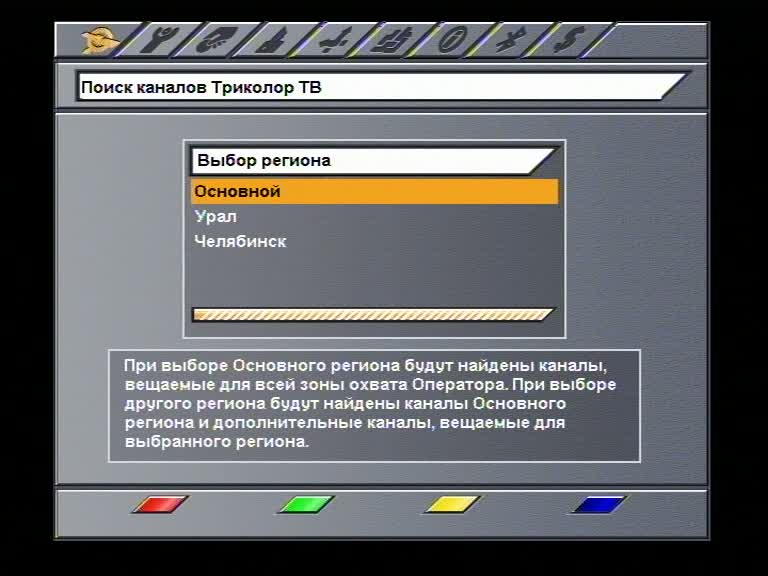 Поиск каналов Триколор ТВ
Выбор региона
Основной
Урал
Челябинск
При выборе Основного региона будут найдены каналы,
вещаемые для всей зоны охвата Оператора. При выборе
другого региона будут найдены каналы Основного
региона и дополнительные каналы, вещаемые для
выбранного региона.